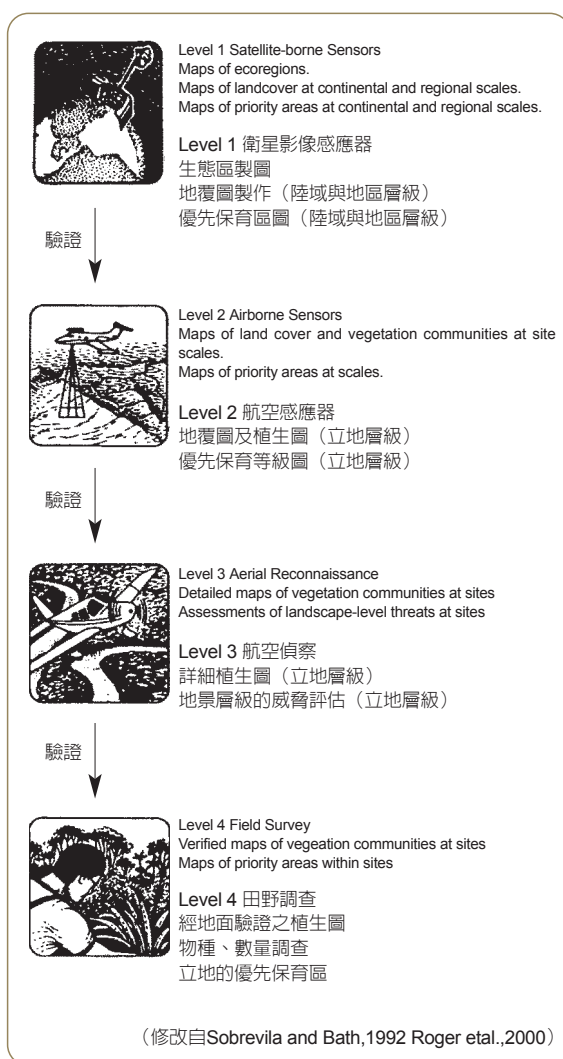 Level 1 Satellite-borne Sensors
Maps of ecoregions.
Maps of landcover at continental and regional scales.
Maps of priority areas at continental and regional scales.
Level 1 衛星影像感應器
生態區製圖
地覆圖製作（陸域與地區層級）
優先保育區圖（陸域與地區層級）
驗證
Level 2 Airborne Sensors
Maps of land cover and vegetation communities at site
scales.
Maps of priority areas at scales.
Level 2 航空感應器
地覆圖及植生圖（立地層級）
優先保育等級圖（立地層級）
驗證
Level 3 Aerial Reconnaissance
Detailed maps of vegetation communities at sites
Assessments of landscape-level threats at sites
Level 3 航空偵察
詳細植生圖（立地層級）
地景層級的威脅評估（立地層級）
驗證
Level 4 Field Survey
Verified maps of vegeation communities at sites
Maps of priority areas within sites
Level 4 田野調查
經地面驗證之植生圖
物種、數量調查
立地的優先保育區
（修改自Sobrevila and Bath,1992 Roger etal.,2000）